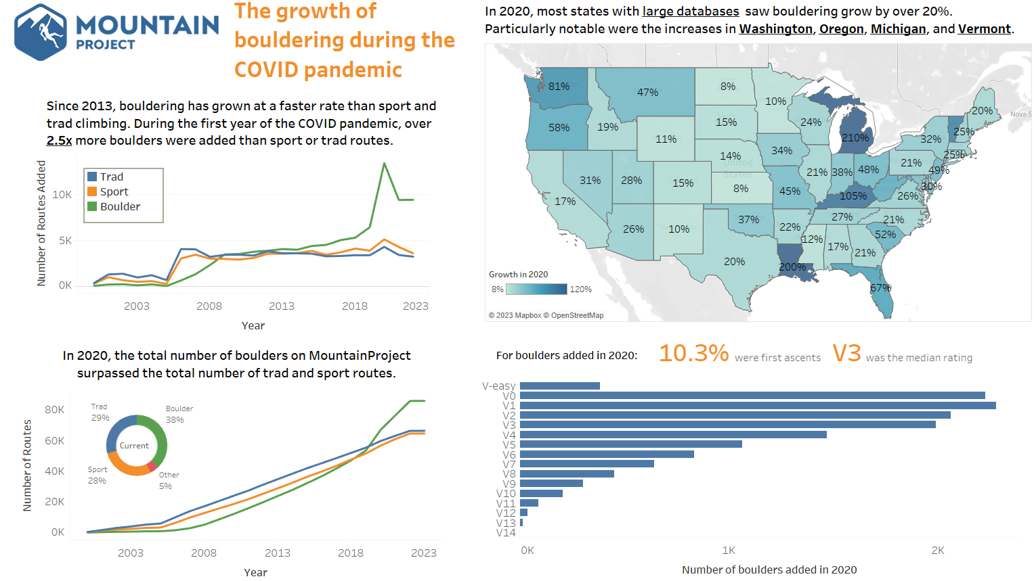 MOUNTAIN
PROJECT
The growth of
bouldering during the
COVID pandemic
Since 2013, bouldering has grown at a faster rate than sport and
trad climbing. During the first year of the COVID pandemic, over
2.5x more boulders were added than sport or trad routes.
Number of Routes Added
Trad
Sport
Boulder
10K
5K
0K
2003 2008 2013 2018 2023
Year
In 2020, most states with large databases saw bouldering grow by over 20%.
Particularly notable were the increases in Washington, Oregon, Michigan, and Vermont.
81%
47%
8%
10%
20%
58%
19%
15%
24%
210%
32%
25%
11%
14%
34%
25%
31%
28%
15%
8%
45%
21%
38%
48%
21%
49%
30%
17%
105%
26%
26%
10%
37%
22%
27%
21%
52%
20%
12%
17%
21%
200%
67%
Nova S
Growth in 2020
8% 120%
© 2023 Mapbox © OpenStreetMap
In 2020, the total number of boulders on MountainProject
surpassed the total number of trad and sport routes.
Number of Routes
80K
60K
40K
20K
0K
Trad
29%
Boulder
38%
Current
Sport
28%
Other
5%
2003 2008 2013 2018 2023
Year
For boulders added in 2020: 10.3% were first ascents V3 was the median rating
V-easy
V0
V1
V2
V3
V4
V5
V6
V7
V8
V9
V10
V11
V12
V13
V14
0K 1K 2K
Number of boulders added in 2020